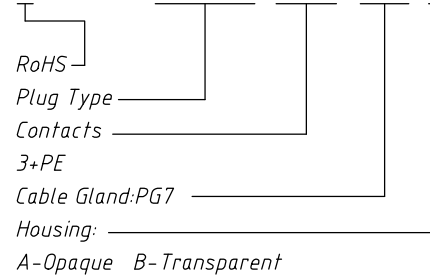 RoHS
Plug Type
Contacts
3+PE
Cable Gland:PG7
Housing:
A-Opaque B-Transparent